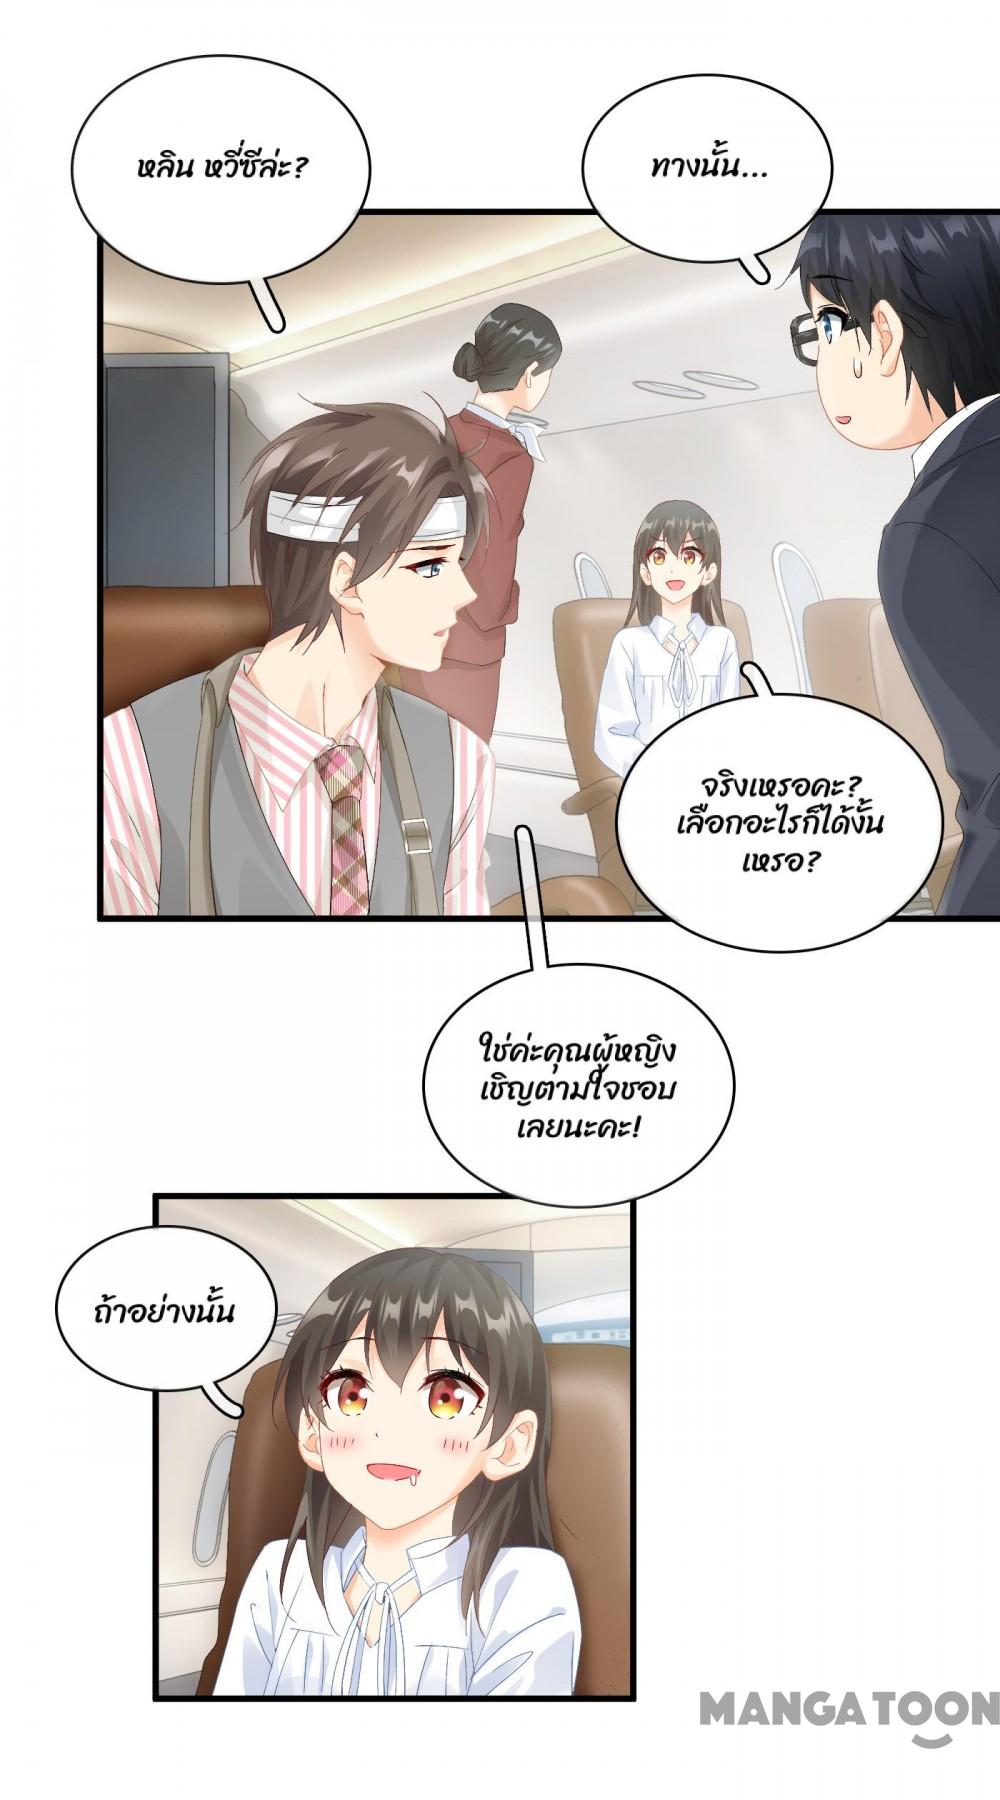 หลิน หวี่ซีล่ะ?
ทางนั้น...
จริงเหรอคะ?
เลือกอะไรก็ได้งั้น
เหรอ?
ใช่ค่ะคุณผู้หญิง
เชิญตามใจชอบ
เลยนะคะ!
ถ้าอย่างนั้น
MANGATOON